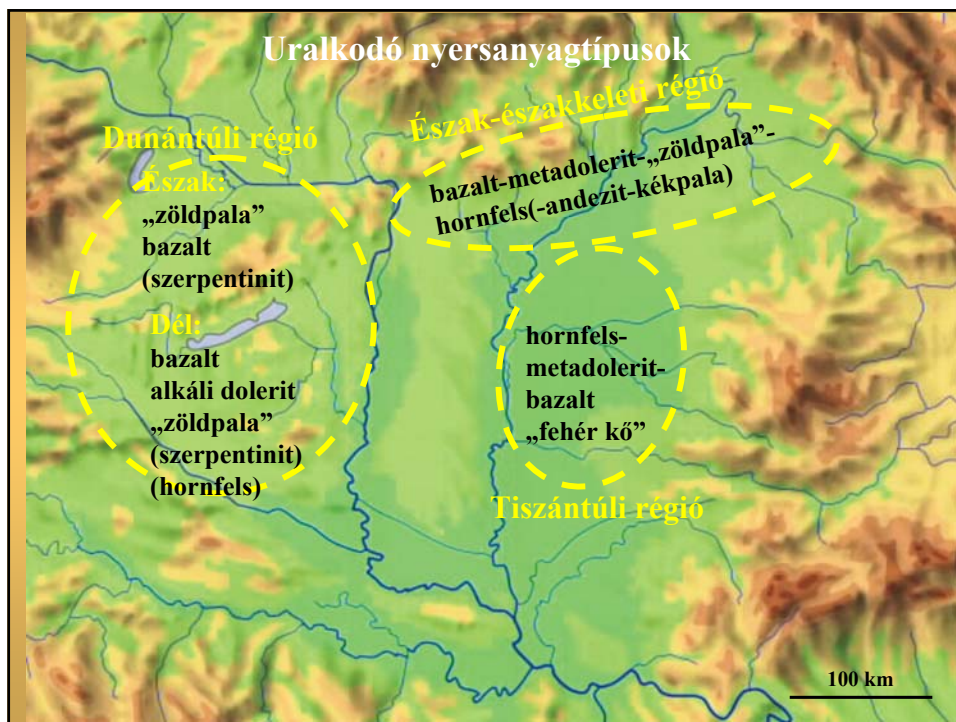 Uralkodó nyersanyagtípusok
Észak-északkeleti régió
bazalt-metadolerit-„zöldpala”-
hornfels(-andezit-kékpala)
Dunántúli régió
Észak:
„zöldpala”
bazalt
(szerpentinit)
Dél:
bazalt
alkáli dolerit
„zöldpala”
(szerpentinit)
(hornfels)
hornfels-
metadolerit-
bazalt
„fehér kő”
Tiszántúli régió
100 km